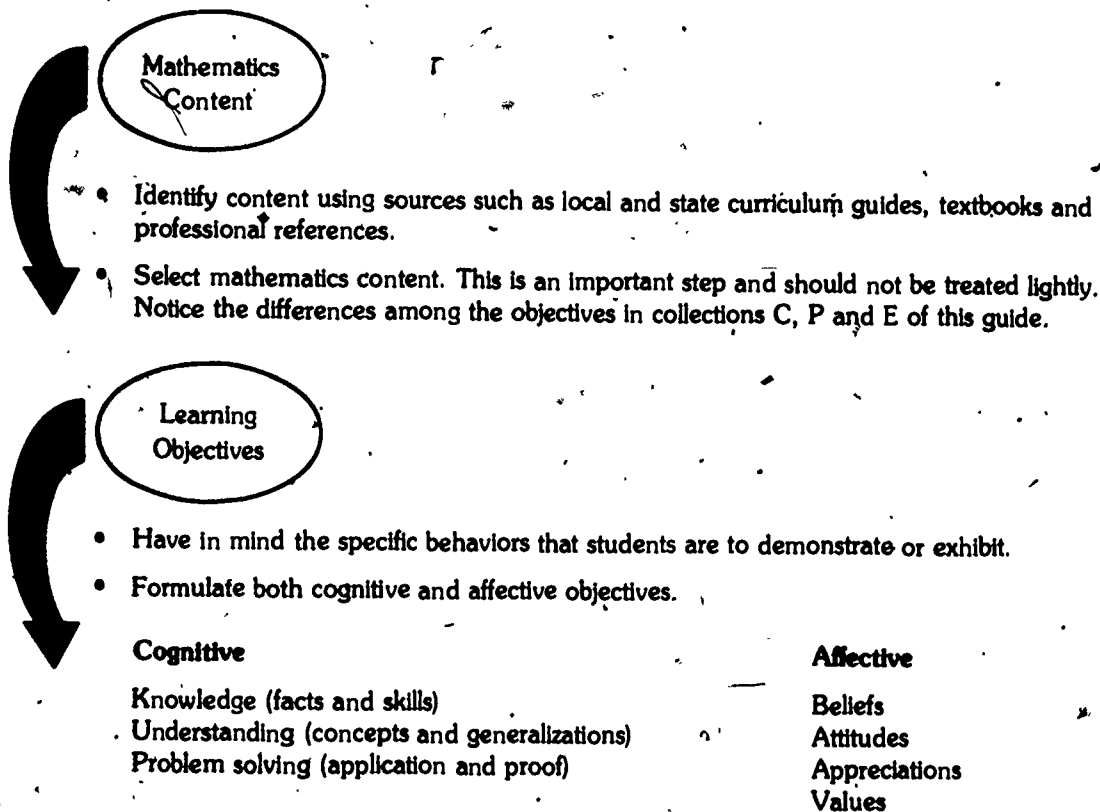 Mathematics
Content
• Identify content using sources such as local and state curriculum guides, textbooks and
professional references.
• Select mathematics content. This is an important step and should not be treated lightly.
Notice the differences among the objectives in collections C, P and E of this guide.
Learning
Objectives
• Have in mind the specific behaviors that students are to demonstrate or exhibit.
• Formulate both cognitive and affective objectives.
Cognitive
Knowledge (facts and skills)
Understanding (concepts and generalizations)
Problem solving (application and proof)
Affective
Beliefs
Attitudes
Appreciations
Values